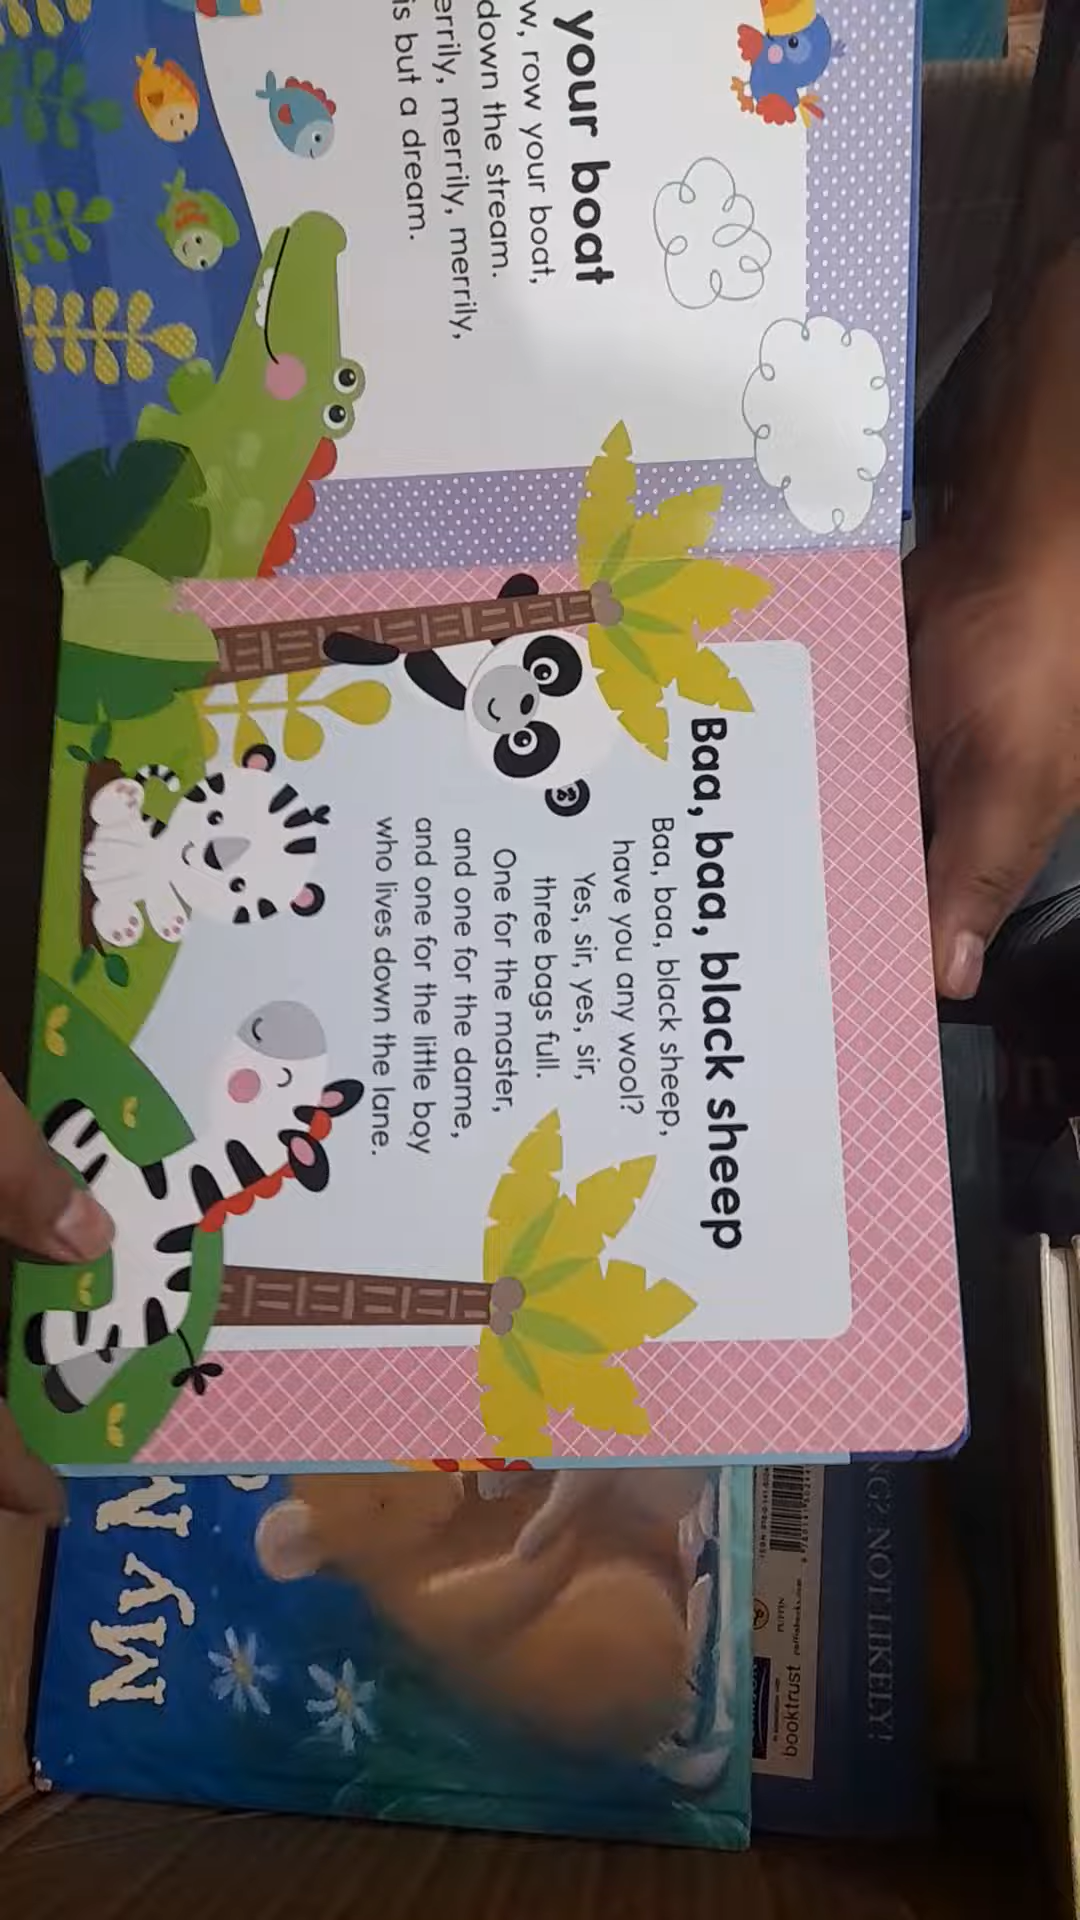 your boat
row your boat,
down the stream.
merrily, merrily,
is but a dream.
Baa, baa, black sheep
Baa, baa, black sheep,
have you any wool?
Yes, sir, yes, sir,
three bags full.
One for the master,
and one for the dame,
and one for the little boy
who lives down the lane.
My
NOT LIKELY!
PUFFIN
booktrust